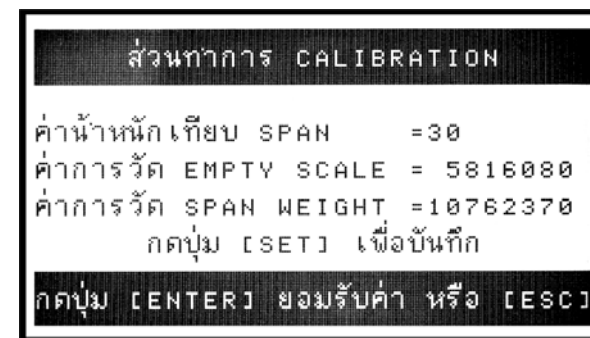 ส่วนทำการ CALIBRATION
ค่าน้ำหนักเทียบ SPAN =30
ค่าการวัด EMPTY SCALE = 5816080
ค่าการวัด SPAN WEIGHT =10762370
กดปุ่ม [SET] เพื่อบันทึก
กดปุ่ม [ENTER] ยอมรับค่า หรือ [ESC]